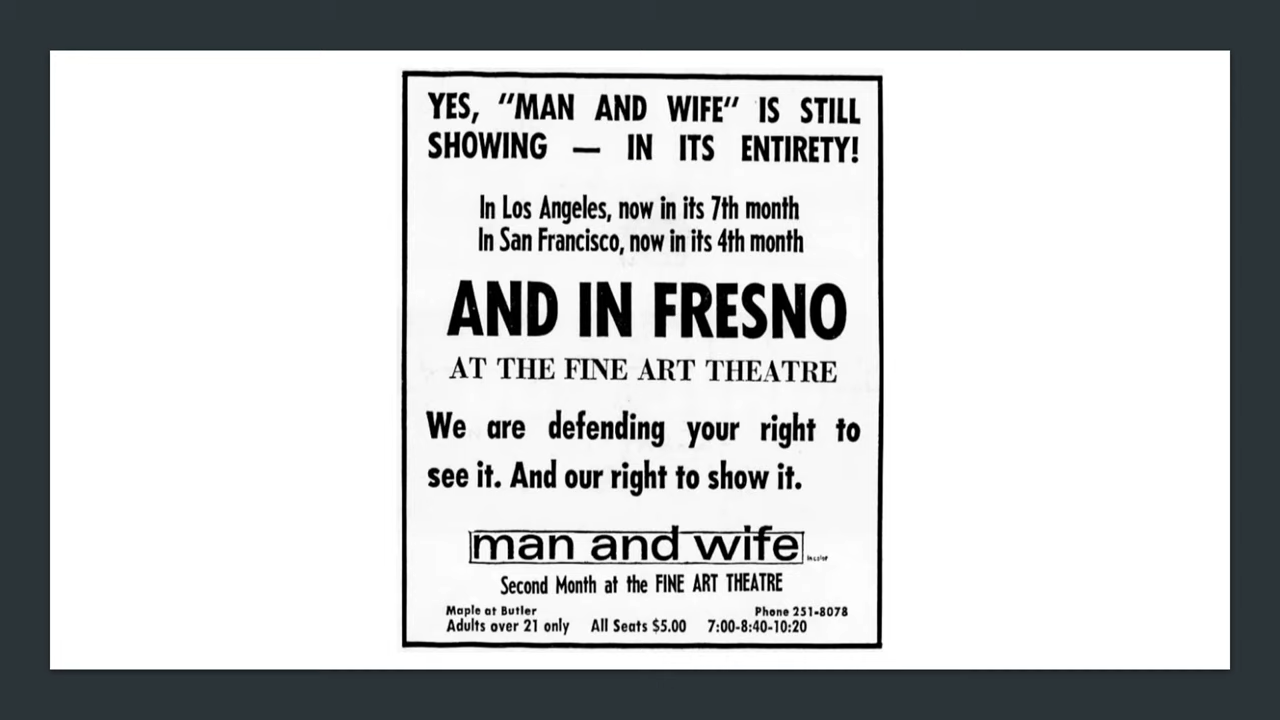 YES, "MAN AND WIFE" IS STILL
SHOWING — IN ITS ENTIRETY!
In Los Angeles, now in its 7th month
In San Francisco, now in its 4th month
AND IN FRESNO
AT THE FINE ART THEATRE
We are defending your right to
see it. And our right to show it.
man and wife in color
Second Month at the FINE ART THEATRE
Maple at Butler Phone 251-8078
Adults over 21 only All Seats $5.00 7:00-8:40-10:20